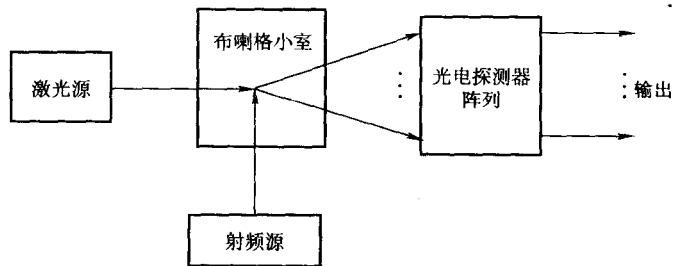 布喇格小室
激光源
光电探测器
阵列
输出
射频源